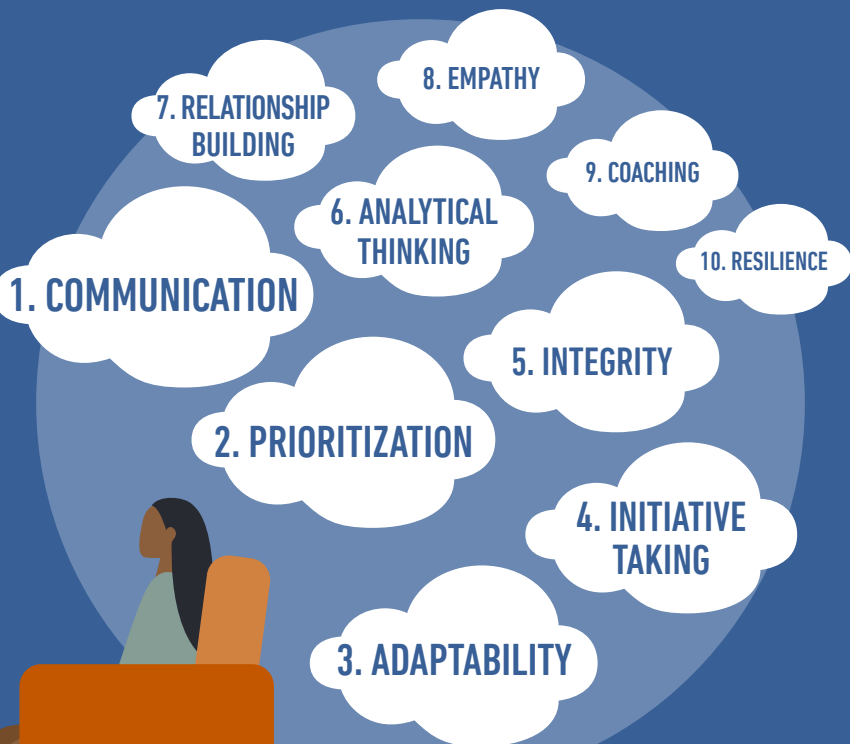 1. COMMUNICATION
2. PRIORITIZATION
3. ADAPTABILITY
4. INITIATIVE
TAKING
5. INTEGRITY
6. ANALYTICAL
THINKING
7. RELATIONSHIP
BUILDING
8. EMPATHY
9. COACHING
10. RESILIENCE